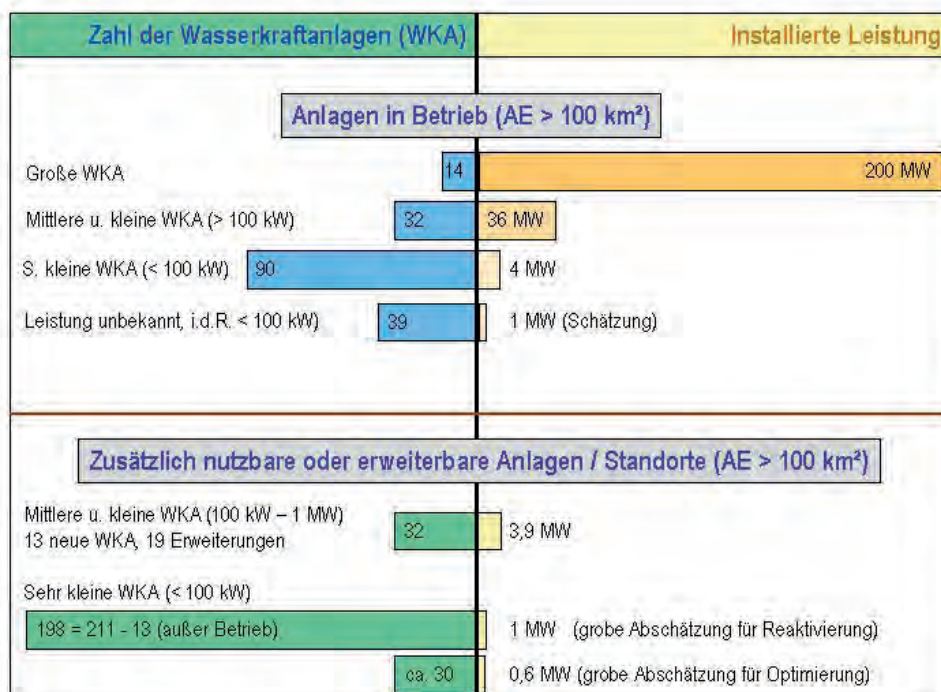 Zahl der Wasserkraftanlagen (WKA) Installierte Leistung
Anlagen in Betrieb (AE > 100 km²)
Große WKA 14 200 MW
Mittlere u. kleine WKA (> 100 kW) 32 36 MW
S. kleine WKA (< 100 kW) 90 4 MW
Leistung unbekannt, i.d.R. < 100 kW) 39 1 MW (Schätzung)
Zusätzlich nutzbare oder erweiterbare Anlagen / Standorte (AE > 100 km²)
Mittlere u. kleine WKA (100 kW – 1 MW)
13 neue WKA, 19 Erweiterungen 32 3,9 MW
Sehr kleine WKA (< 100 kW)
198 = 211 - 13 (außer Betrieb) 1 MW (grobe Abschätzung für Reaktivierung)
ca. 30 0,6 MW (grobe Abschätzung für Optimierung)